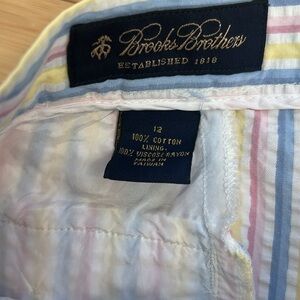 Brooks Brothers
ESTABLISHED 1818
12
100% COTTON
LINING:
100% VISCOSE/RAYON
MADE IN
TAIWAN